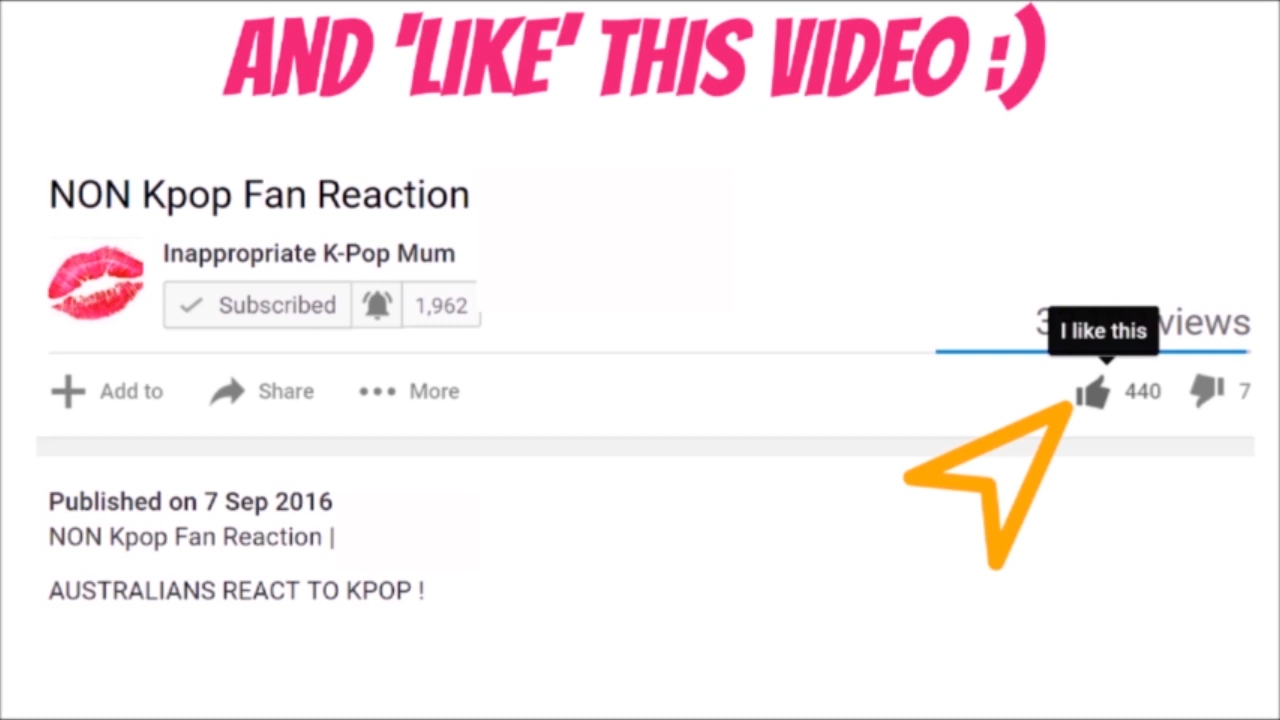 AND 'LIKE' THIS VIDEO :)
NON Kpop Fan Reaction
Inappropriate K-Pop Mum
Subscribed 1,962
views
I like this
Add to Share More 440 7
Published on 7 Sep 2016
NON Kpop Fan Reaction |
AUSTRALIANS REACT TO KPOP !